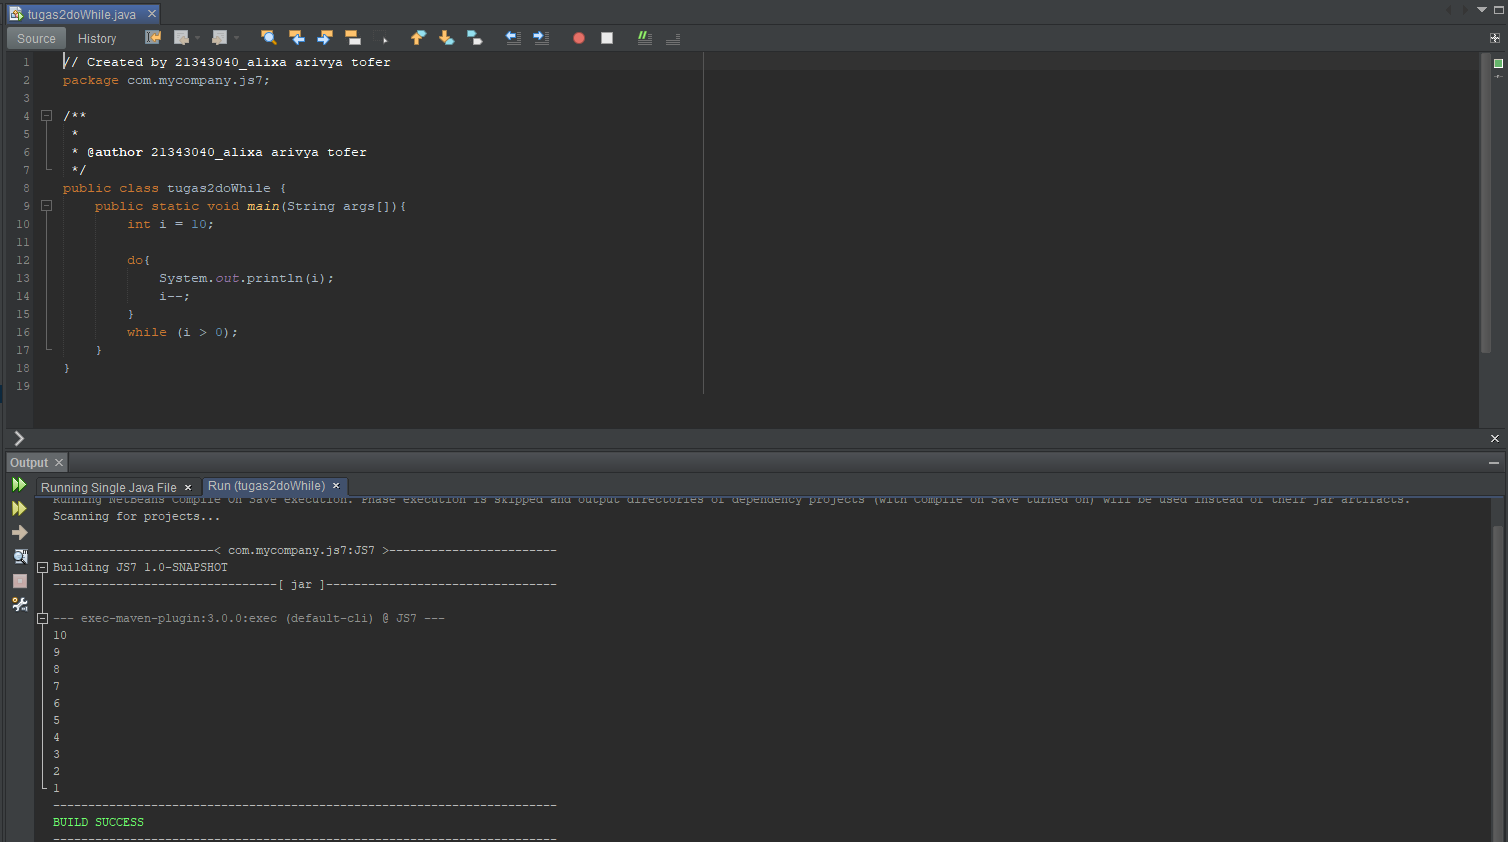 tugas2doWhile.java
Source History
1 // Created by 21343040_alixa arivya tofer
2 package com.mycompany.js7;
3
4 /**
5 *
6 * @author 21343040_alixa arivya tofer
7 */
8 public class tugas2doWhile {
9 public static void main(String args[]){
10 int i = 10;
11
12 do{
13 System.out.println(i);
14 i--;
15 }
16 while (i > 0);
17 }
18 }
19
Output
Running Single Java File Run (tugas2doWhile)
Running NetBeans Compile On Save execution. Phase execution is skipped and output directories of dependency projects (with Compile on Save turned on) will be used instead of their jar artifacts.
Scanning for projects...
-----------------------< com.mycompany.js7:JS7 >------------------------
Building JS7 1.0-SNAPSHOT
--------------------------------[ jar ]---------------------------------
--- exec-maven-plugin:3.0.0:exec (default-cli) @ JS7 ---
10
9
8
7
6
5
4
3
2
1
------------------------------------------------------------------------
BUILD SUCCESS
------------------------------------------------------------------------